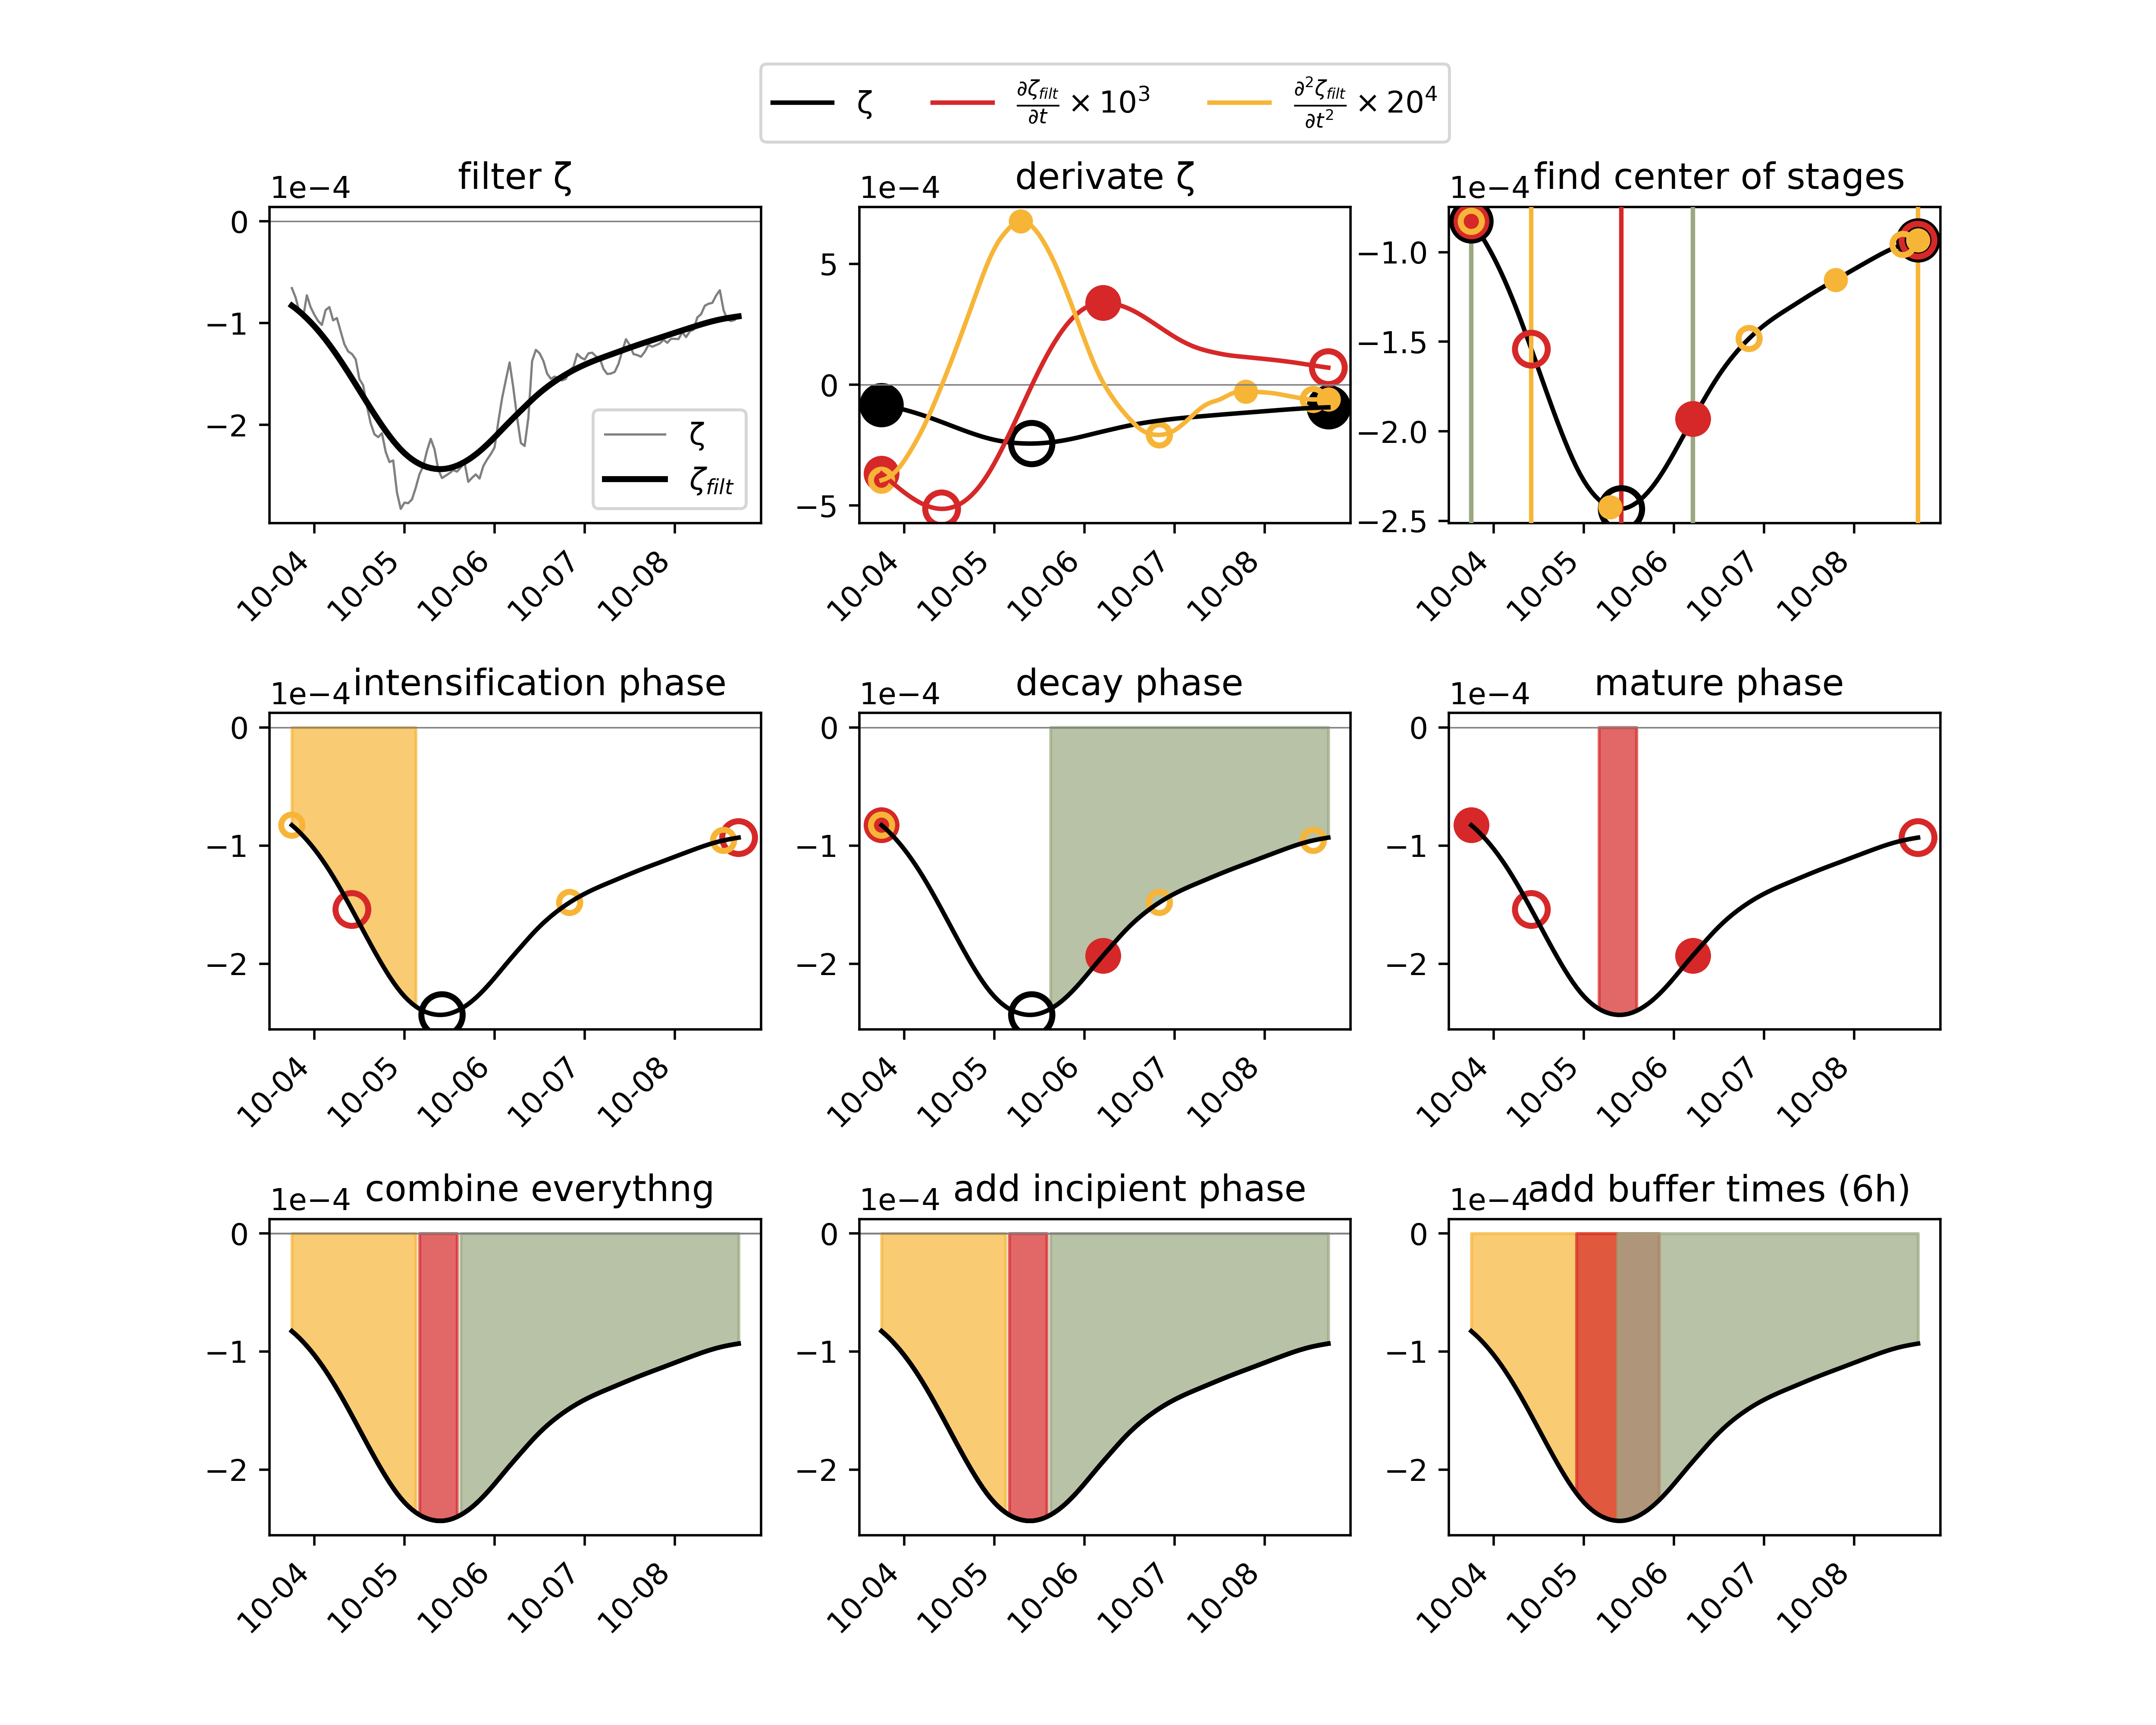 ζ ∂ζfilt/∂t × 10³ ∂²ζfilt/∂t² × 20⁴
filter ζ
1e−4
0
−1
−2
ζ
ζfilt
10-04 10-05 10-06 10-07 10-08
derivate ζ
1e−4
5
0
−5
10-04 10-05 10-06 10-07 10-08
find center of stages
1e−4
−1.0
−1.5
−2.0
−2.5
10-04 10-05 10-06 10-07 10-08
intensification phase
1e−4
0
−1
−2
10-04 10-05 10-06 10-07 10-08
decay phase
1e−4
0
−1
−2
10-04 10-05 10-06 10-07 10-08
mature phase
1e−4
0
−1
−2
10-04 10-05 10-06 10-07 10-08
combine everythng
1e−4
0
−1
−2
10-04 10-05 10-06 10-07 10-08
add incipient phase
1e−4
0
−1
−2
10-04 10-05 10-06 10-07 10-08
add buffer times (6h)
1e−4
0
−1
−2
10-04 10-05 10-06 10-07 10-08